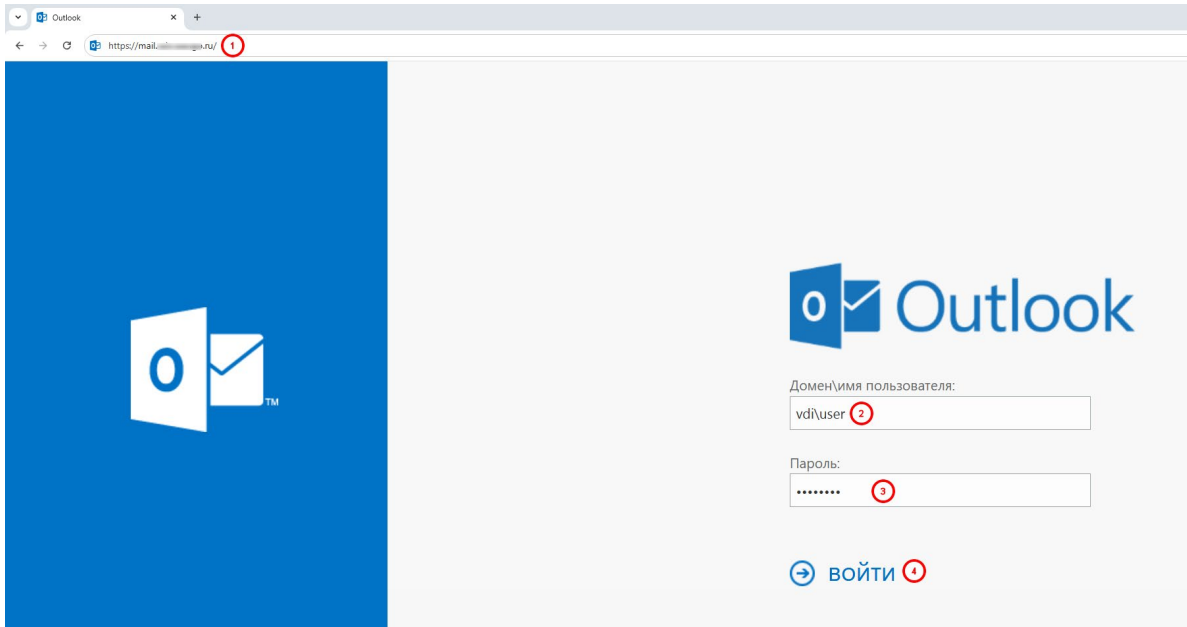 Outlook
https://mail. .ru/ 1
O
TM
O Outlook
Домен\имя пользователя:
vdi\user 2
Пароль:
•••••••• 3
войти 4